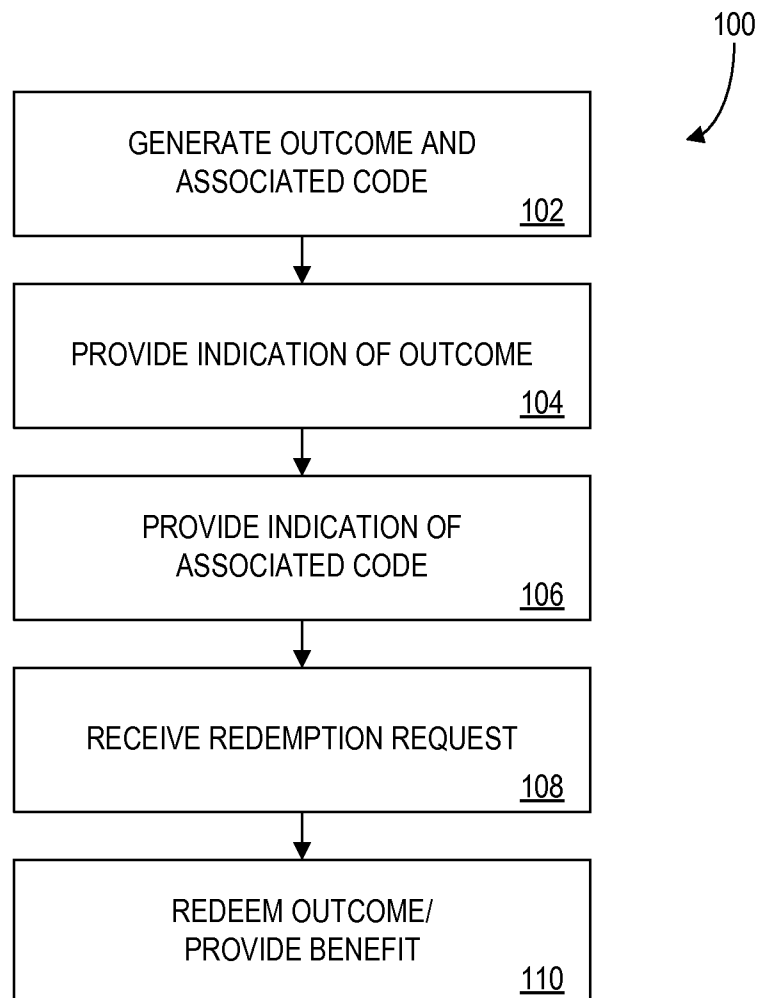 100
GENERATE OUTCOME AND
ASSOCIATED CODE
102
PROVIDE INDICATION OF OUTCOME
104
PROVIDE INDICATION OF
ASSOCIATED CODE
106
RECEIVE REDEMPTION REQUEST
108
REDEEM OUTCOME/
PROVIDE BENEFIT
110